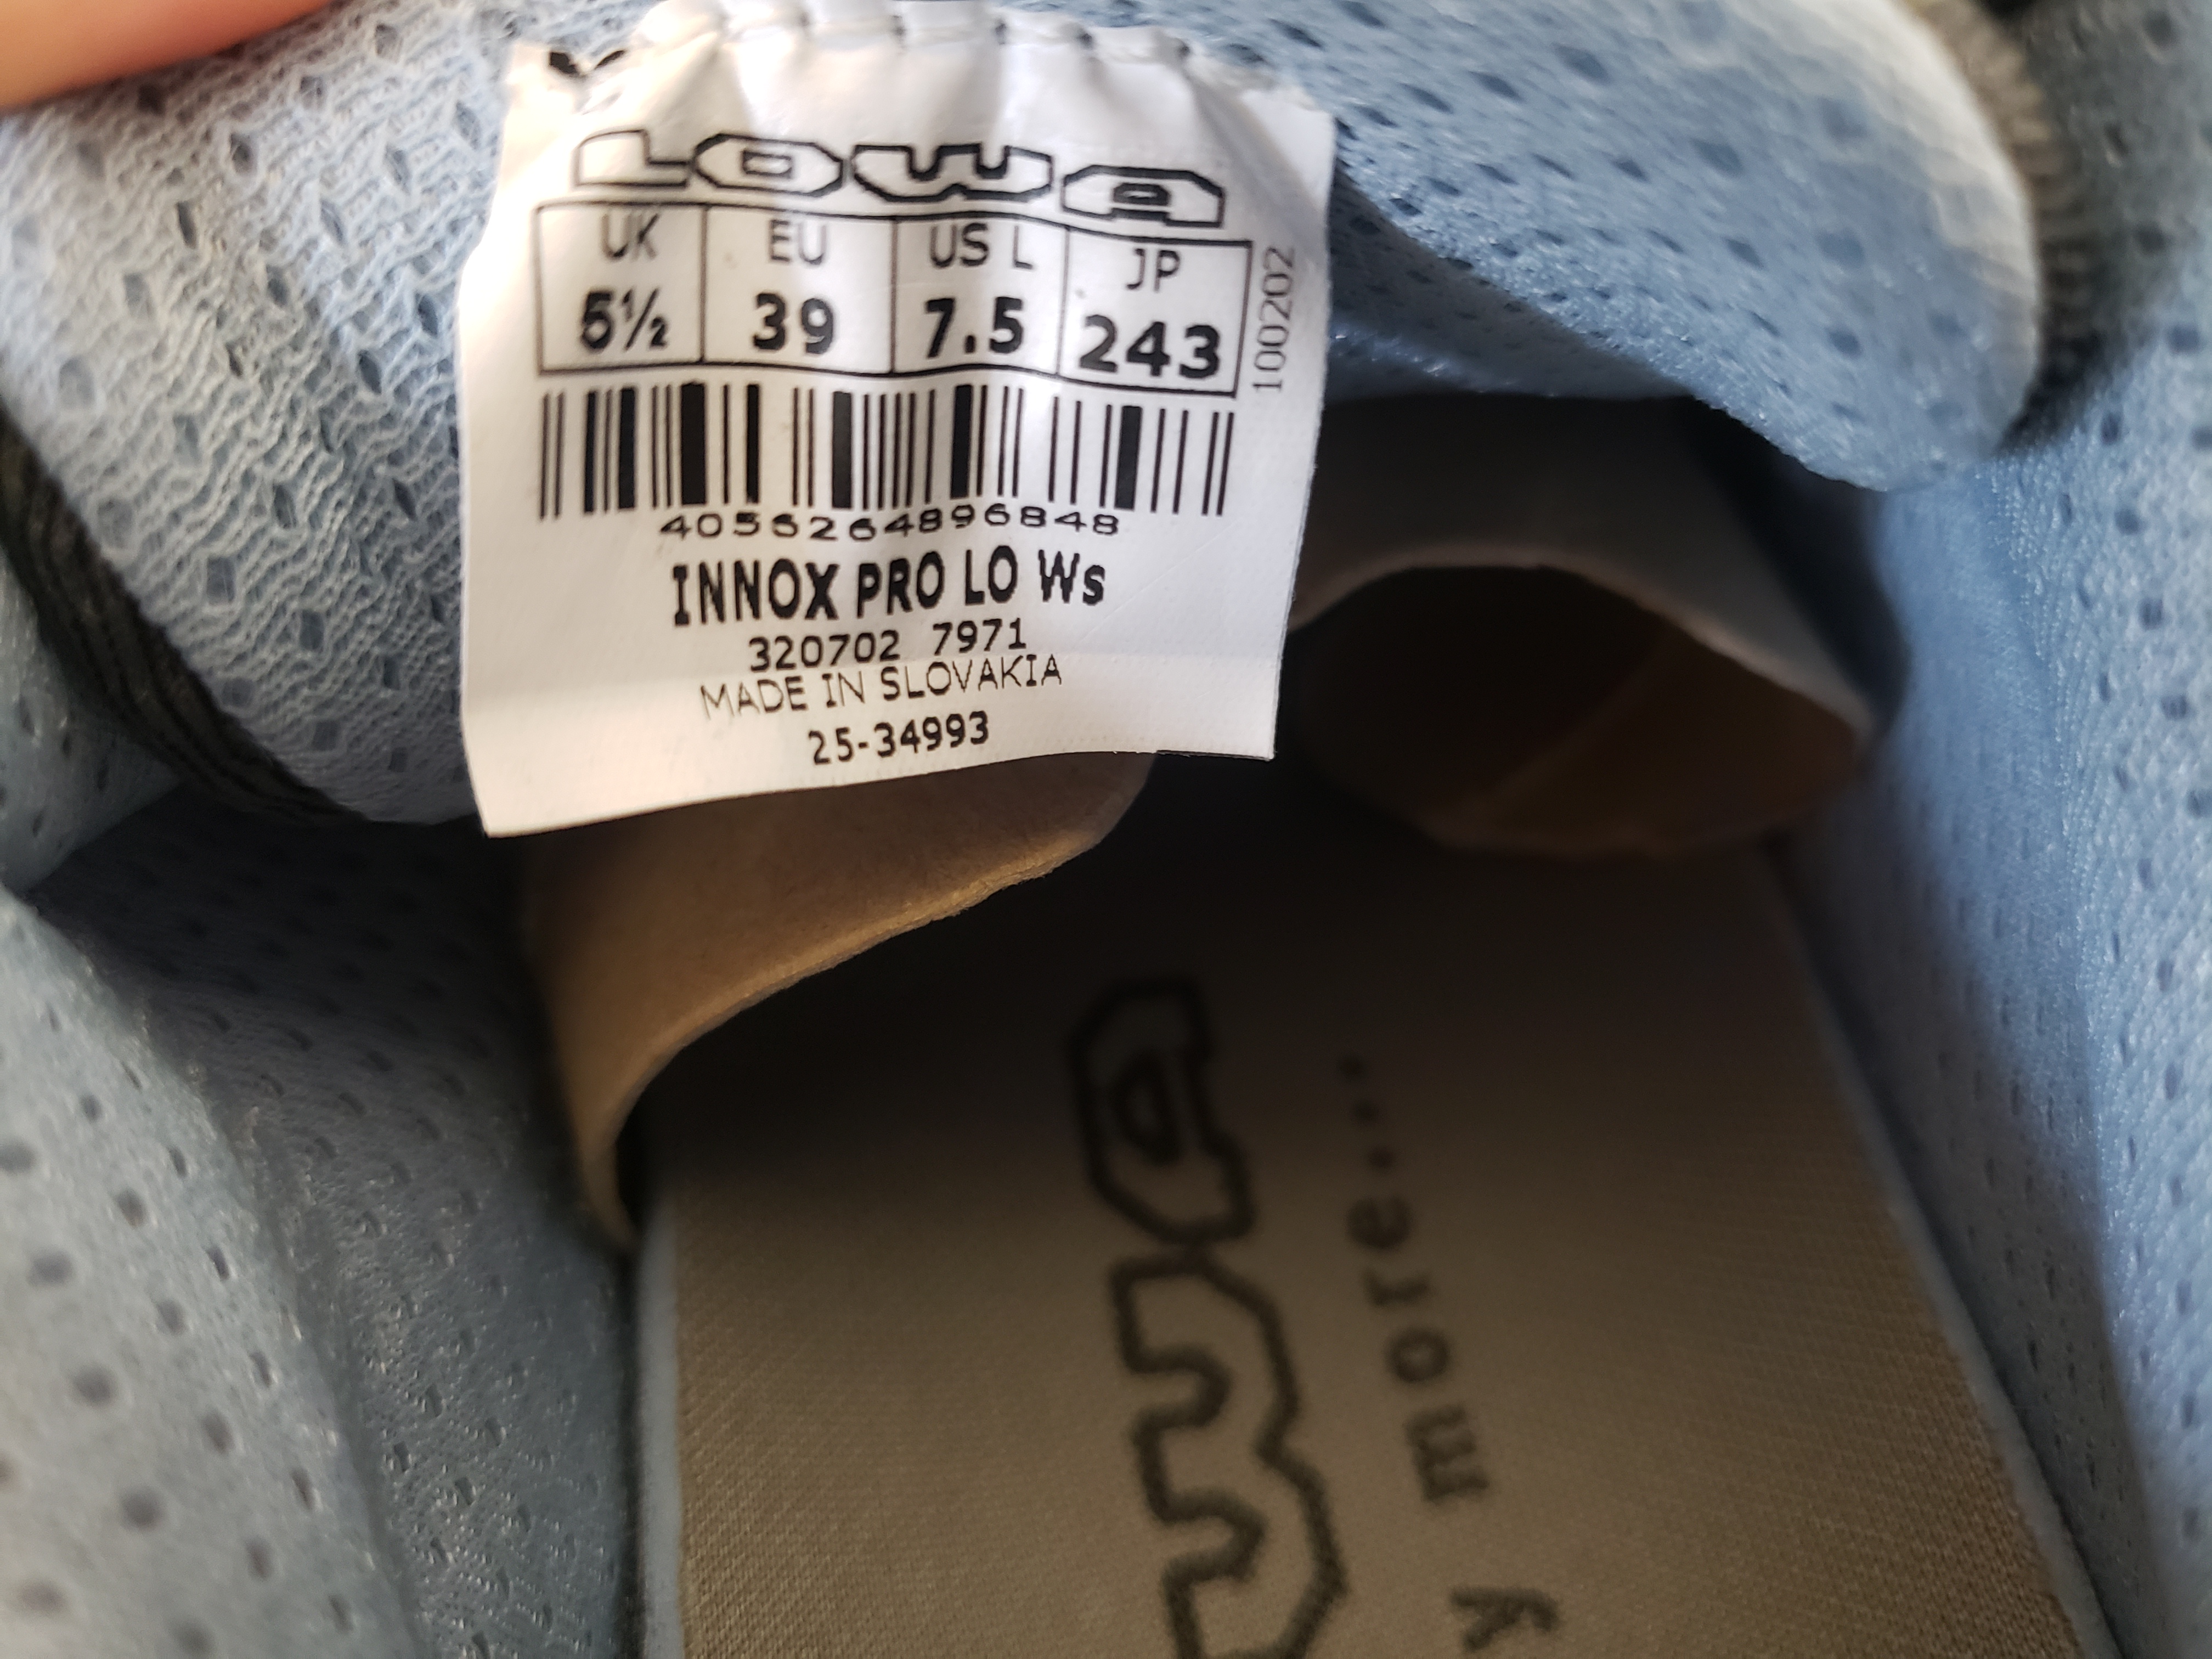 LOWA
UK EU US L JP
5½ 39 7.5 243
100202
4056264896848
INNOX PRO LO Ws
320702 7971
MADE IN SLOVAKIA
25-34993
y more...